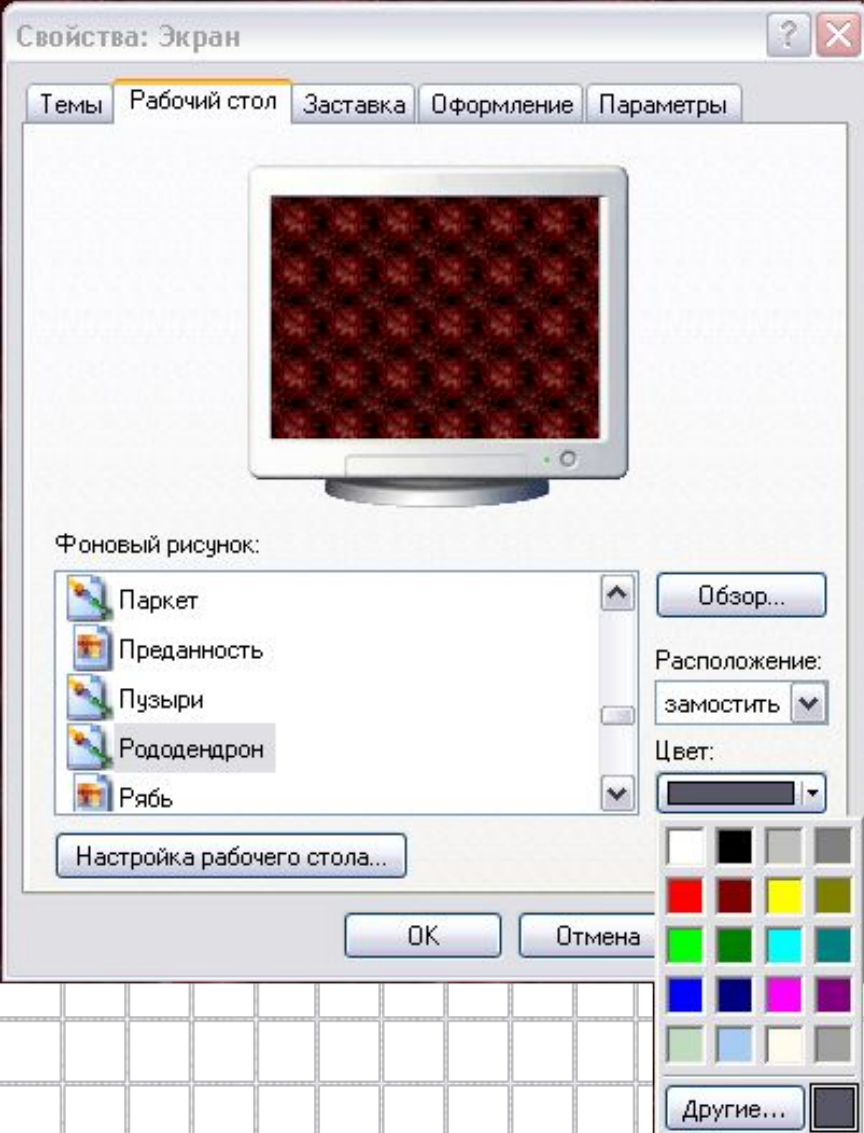 Свойства: Экран
Темы Рабочий стол Заставка Оформление Параметры
Фоновый рисунок:
Паркет
Преданность
Пузыри
Рододендрон
Рябь
Обзор...
Расположение:
замостить
Цвет:
Настройка рабочего стола...
ОК Отмена
Другие...